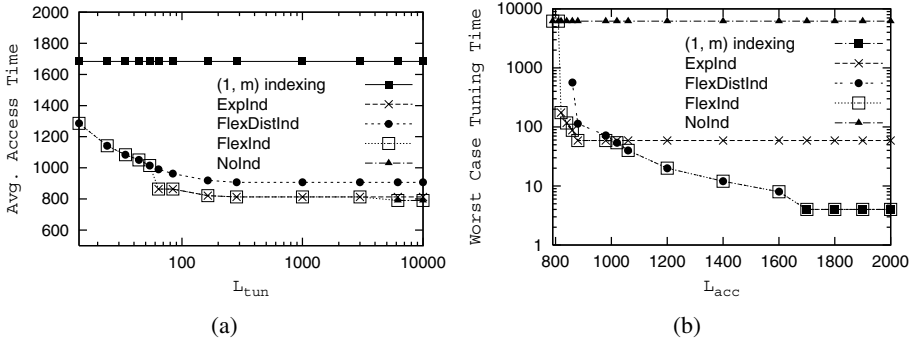 (a)
2000
1800
1600
1400
1200
1000
800
600
Avg. Access Time
(1, m) indexing
ExpInd
FlexDistInd
FlexInd
NoInd
100
1000
10000
L_tun
(a)
b.
10000
1000
100
10
1
Worst Case Tuning Time
(1, m) indexing
ExpInd
FlexDistInd
FlexInd
NoInd
800
1000
1200
1400
1600
1800
2000
L_acc
(b)